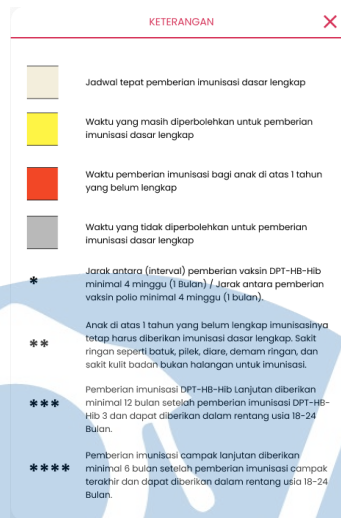 KETERANGAN
Jadwal tepat pemberian imunisasi dasar lengkap
Waktu yang masih diperbolehkan untuk pemberian
imunisasi dasar lengkap
Waktu pemberian imunisasi bagi anak di atas 1 tahun
yang belum lengkap
Waktu yang tidak diperbolehkan untuk pemberian
imunisasi dasar lengkap
*
Jarak antara (interval) pemberian vaksin DPT-HB-Hib
minimal 4 minggu (1 Bulan) / Jarak antara pemberian
vaksin polio minimal 4 minggu (1 bulan).
**
Anak di atas 1 tahun yang belum lengkap imunisasinya
tetap harus diberikan imunisasi dasar lengkap. Sakit
ringan seperti batuk, pilek, diare, demam ringan, dan
sakit kulit badan bukan halangan untuk imunisasi.
***
Pemberian imunisasi DPT-HB-Hib Lanjutan diberikan
minimal 12 bulan setelah pemberian imunisasi DPT-HB-
Hib 3 dan dapat diberikan dalam rentang usia 18-24
Bulan.
****
Pemberian imunisasi campak lanjutan diberikan
minimal 6 bulan setelah pemberian imunisasi campak
terakhir dan dapat diberikan dalam rentang usia 18-24
Bulan.